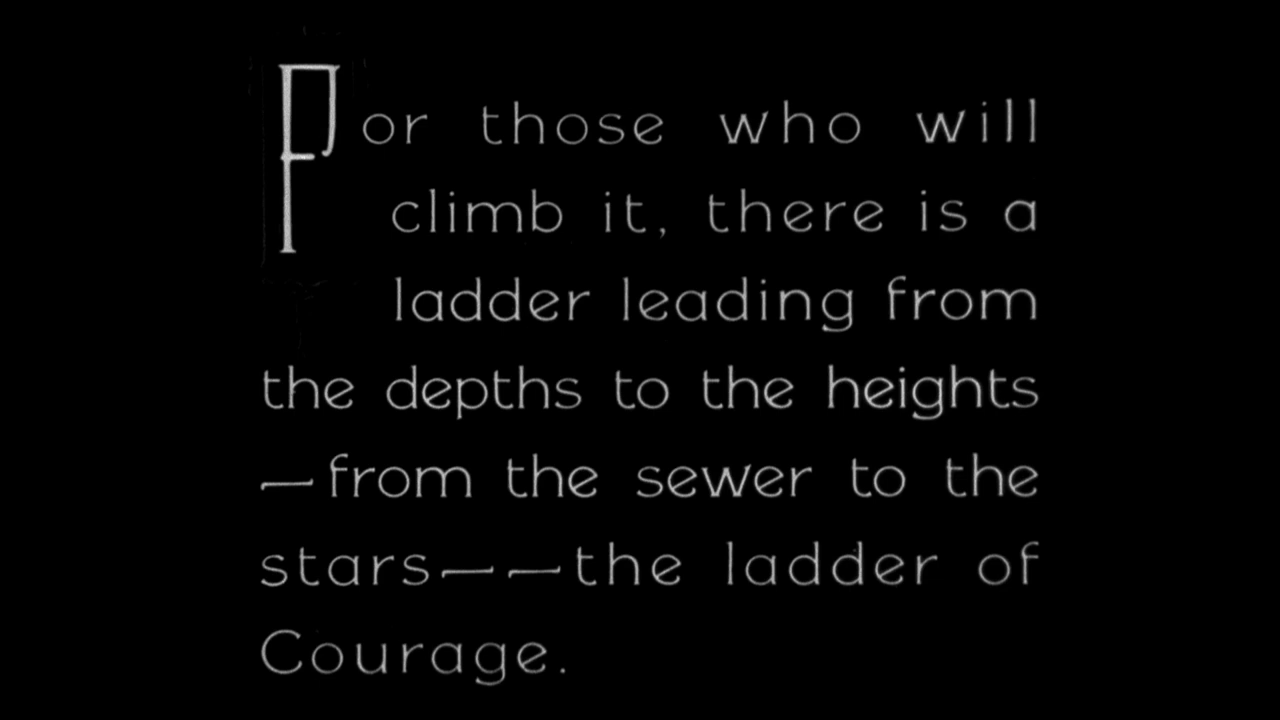 For those who will
climb it, there is a
ladder leading from
the depths to the heights
—from the sewer to the
stars——the ladder of
Courage.